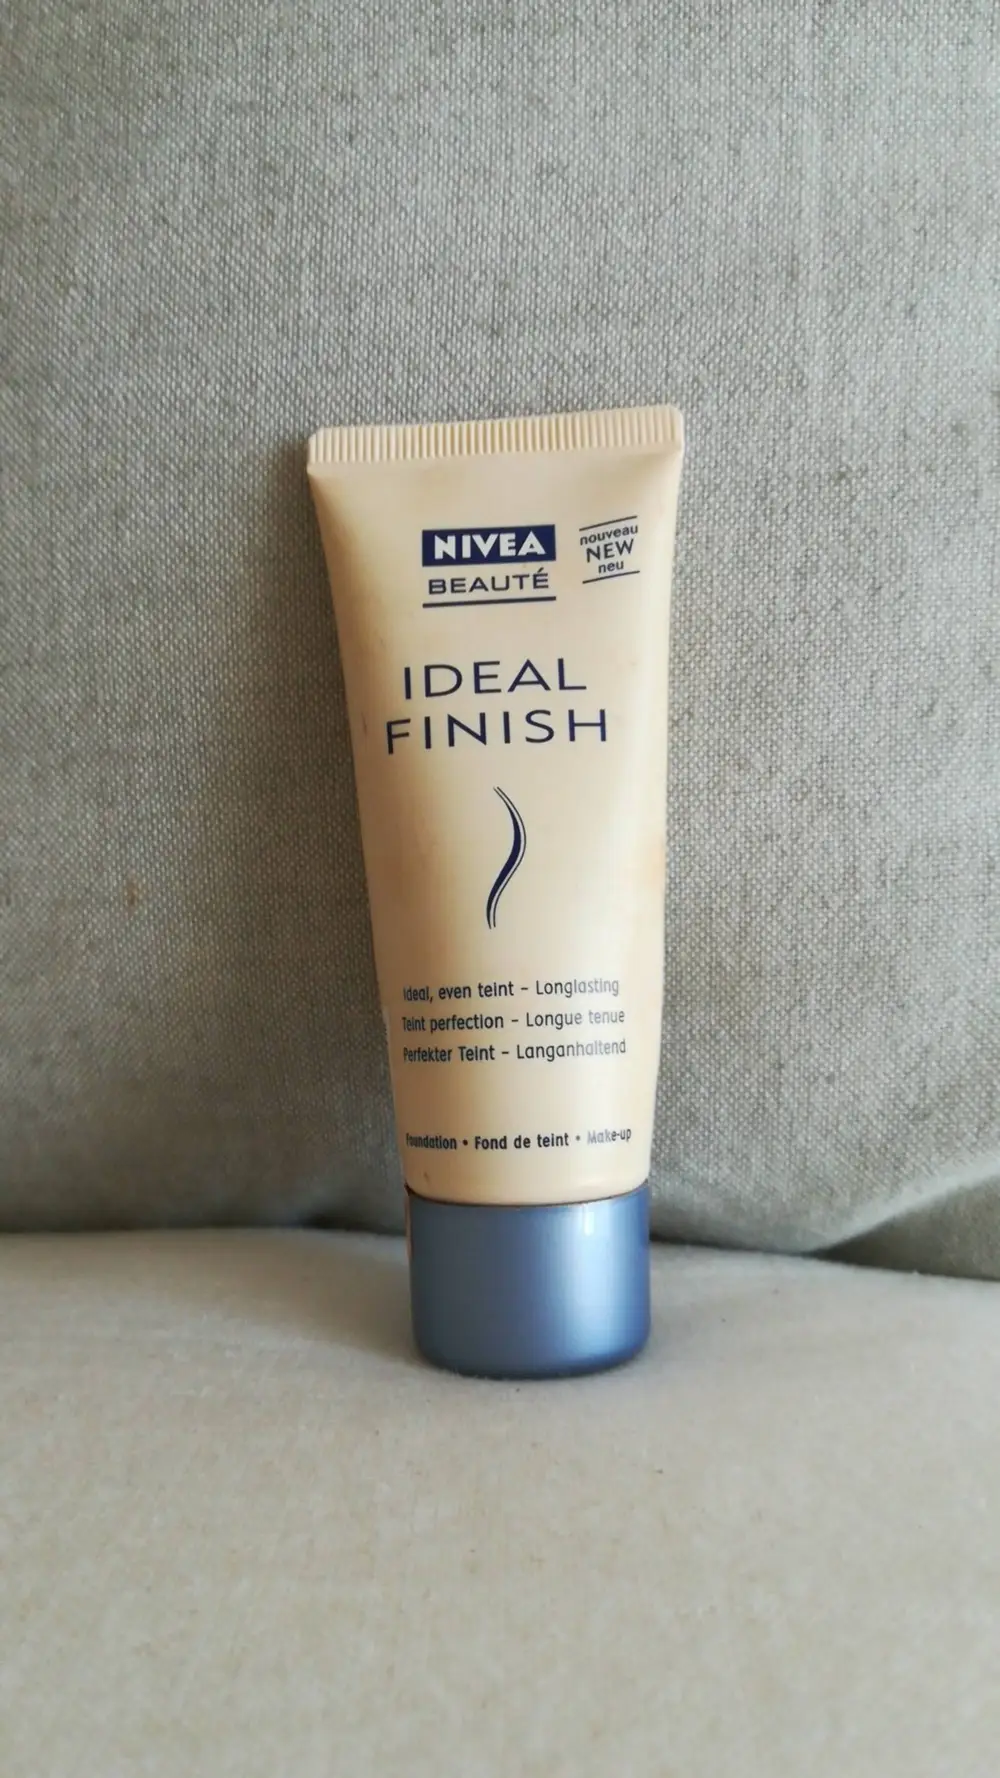 NIVEA
BEAUTÉ
nouveau
NEW
neu
IDEAL
FINISH
Ideal, even teint - Longlasting
Teint perfection - Longue tenue
Perfekter Teint - Langanhaltend
Foundation • Fond de teint • Make-up